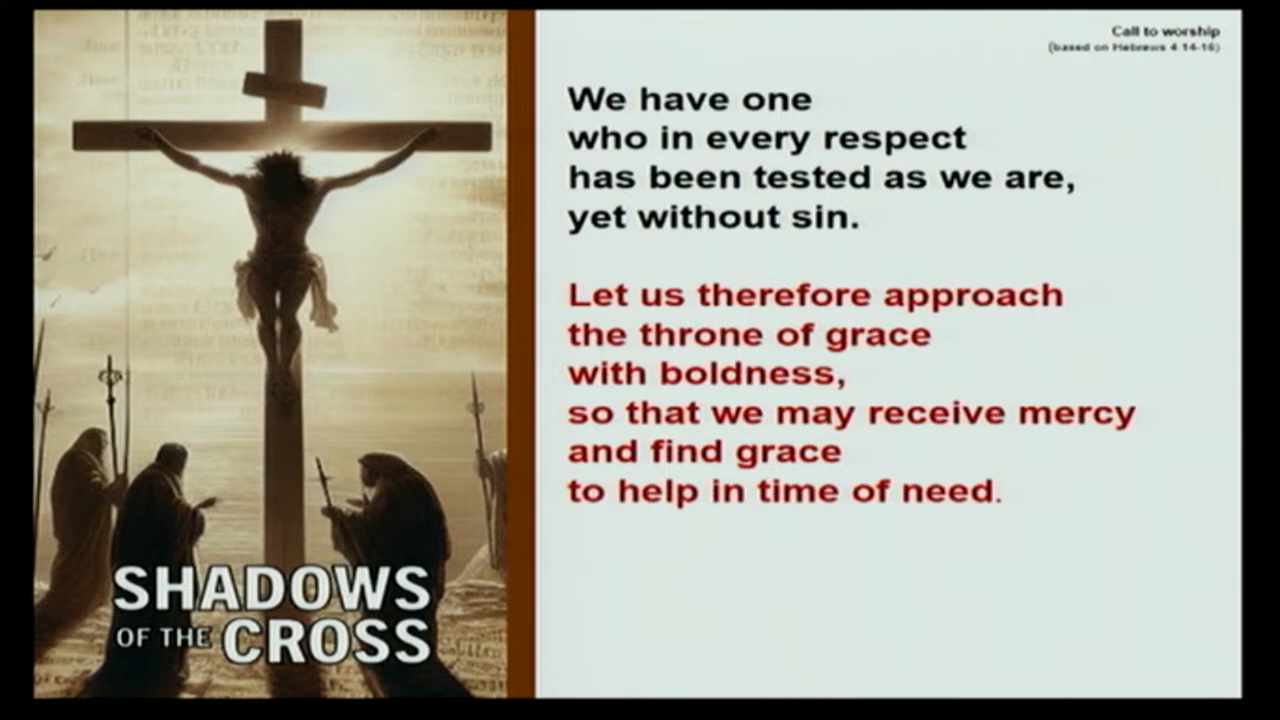 Call to worship
(based on Hebrews 4:14-16)
We have one
who in every respect
has been tested as we are,
yet without sin.
Let us therefore approach
the throne of grace
with boldness,
so that we may receive mercy
and find grace
to help in time of need.
SHADOWS
OF THE CROSS